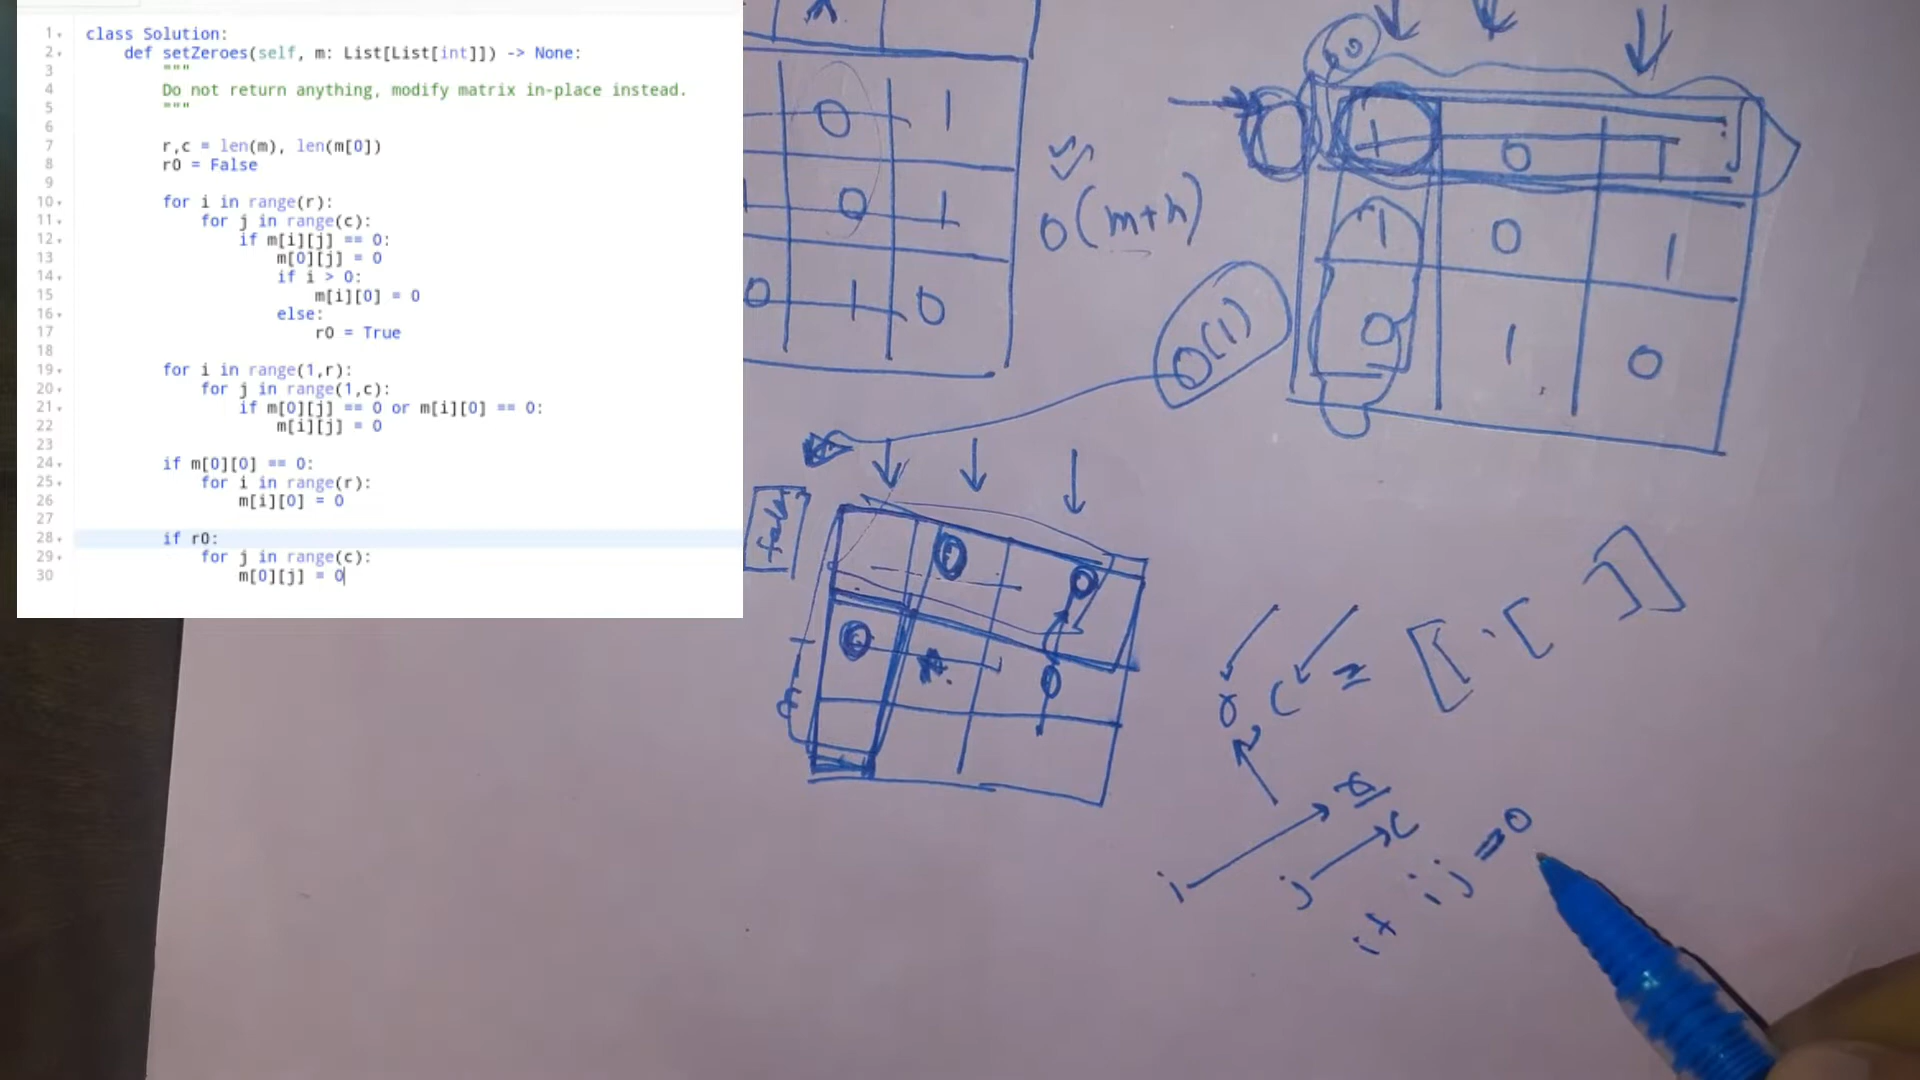 1 class Solution:
2 def setZeroes(self, m: List[List[int]]) -> None:
3 """
4 Do not return anything, modify matrix in-place instead.
5 """
6
7 r,c = len(m), len(m[0])
8 r0 = False
9
10 for i in range(r):
11 for j in range(c):
12 if m[i][j] == 0:
13 m[0][j] = 0
14 if i > 0:
15 m[i][0] = 0
16 else:
17 r0 = True
18
19 for i in range(1,r):
20 for j in range(1,c):
21 if m[0][j] == 0 or m[i][0] == 0:
22 m[i][j] = 0
23
24 if m[0][0] == 0:
25 for i in range(r):
26 m[i][0] = 0
27
28 if r0:
29 for j in range(c):
30 m[0][j] = 0
0 1
0 1
0 1 0
O(m+n)
O(1)
1 0 1
1 0 1
0 1 0
0 0
0 0
r, c = [[ ] , [ ]]
i
j c
if i j = 0